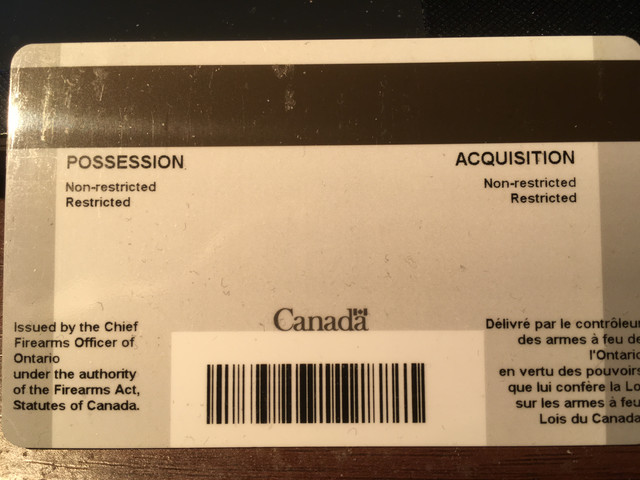 POSSESSION
Non-restricted
Restricted
ACQUISITION
Non-restricted
Restricted
Canada
Issued by the Chief
Firearms Officer of
Ontario
under the authority
of the Firearms Act,
Statutes of Canada.
Délivré par le contrôleur
des armes à feu de
l'Ontario
en vertu des pouvoirs
que lui confère la Lo
sur les armes à feu
Lois du Canada